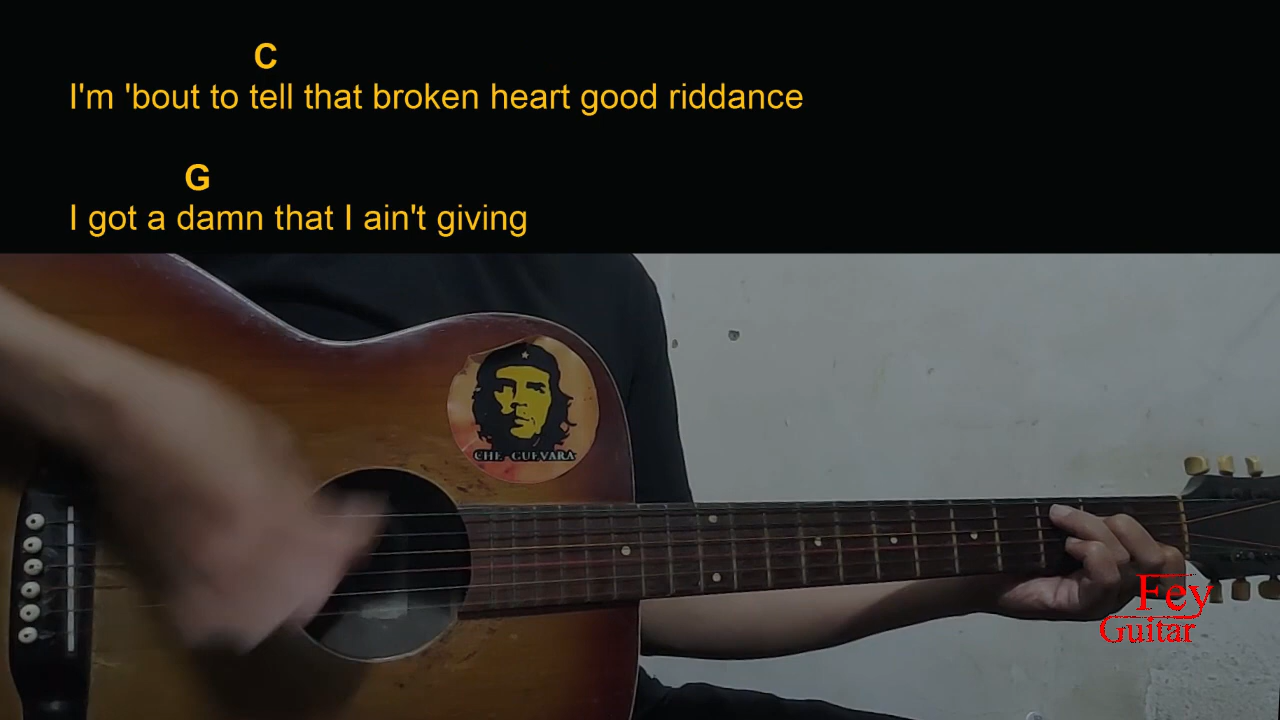 C
I'm 'bout to tell that broken heart good riddance
G
I got a damn that I ain't giving
CHE GUEVARA
Fey
Guitar